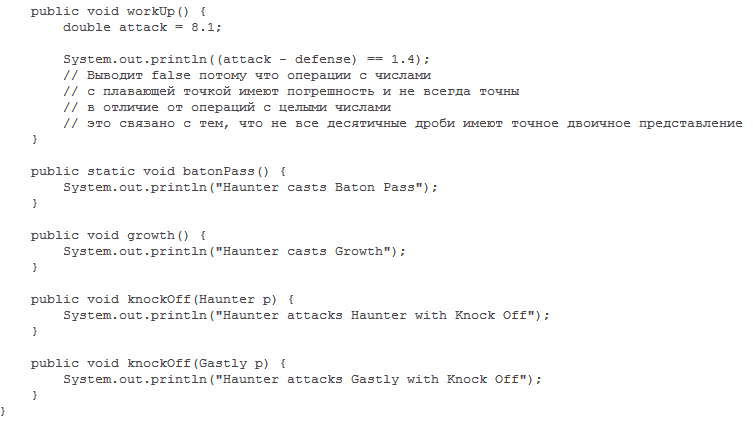 public void workUp() {
double attack = 8.1;
System.out.println((attack - defense) == 1.4);
// Выводит false потому что операции с числами
// с плавающей точкой имеют погрешность и не всегда точны
// в отличие от операций с целыми числами
// это связано с тем, что не все десятичные дроби имеют точное двоичное представление
}
public static void batonPass() {
System.out.println("Haunter casts Baton Pass");
}
public void growth() {
System.out.println("Haunter casts Growth");
}
public void knockOff(Haunter p) {
System.out.println("Haunter attacks Haunter with Knock Off");
}
public void knockOff(Gastly p) {
System.out.println("Haunter attacks Gastly with Knock Off");
}
}